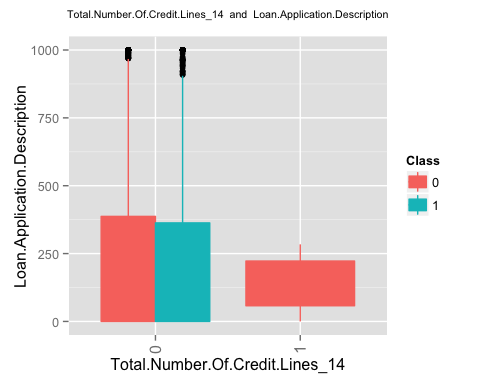 Total.Number.Of.Credit.Lines_14 and Loan.Application.Description
1000
750
500
250
0
Loan.Application.Description
0
1
Total.Number.Of.Credit.Lines_14
Class
0
1